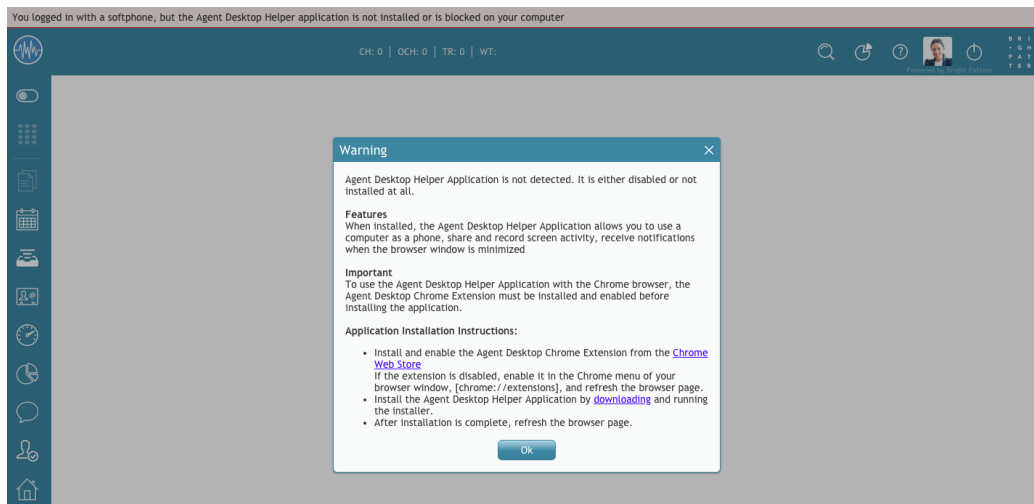 You logged in with a softphone, but the Agent Desktop Helper application is not installed or is blocked on your computer
CH: 0 | OCH: 0 | TR: 0 | WT:
Powered by Bright Pattern
B R I
- G H
P A T
T E R
Warning
Agent Desktop Helper Application is not detected. It is either disabled or not
installed at all.
Features
When installed, the Agent Desktop Helper Application allows you to use a
computer as a phone, share and record screen activity, receive notifications
when the browser window is minimized
Important
To use the Agent Desktop Helper Application with the Chrome browser, the
Agent Desktop Chrome Extension must be installed and enabled before
installing the application.
Application Installation Instructions:
• Install and enable the Agent Desktop Chrome Extension from the Chrome
Web Store
If the extension is disabled, enable it in the Chrome menu of your
browser window, [chrome://extensions], and refresh the browser page.
• Install the Agent Desktop Helper Application by downloading and running
the installer.
• After installation is complete, refresh the browser page.
Ok